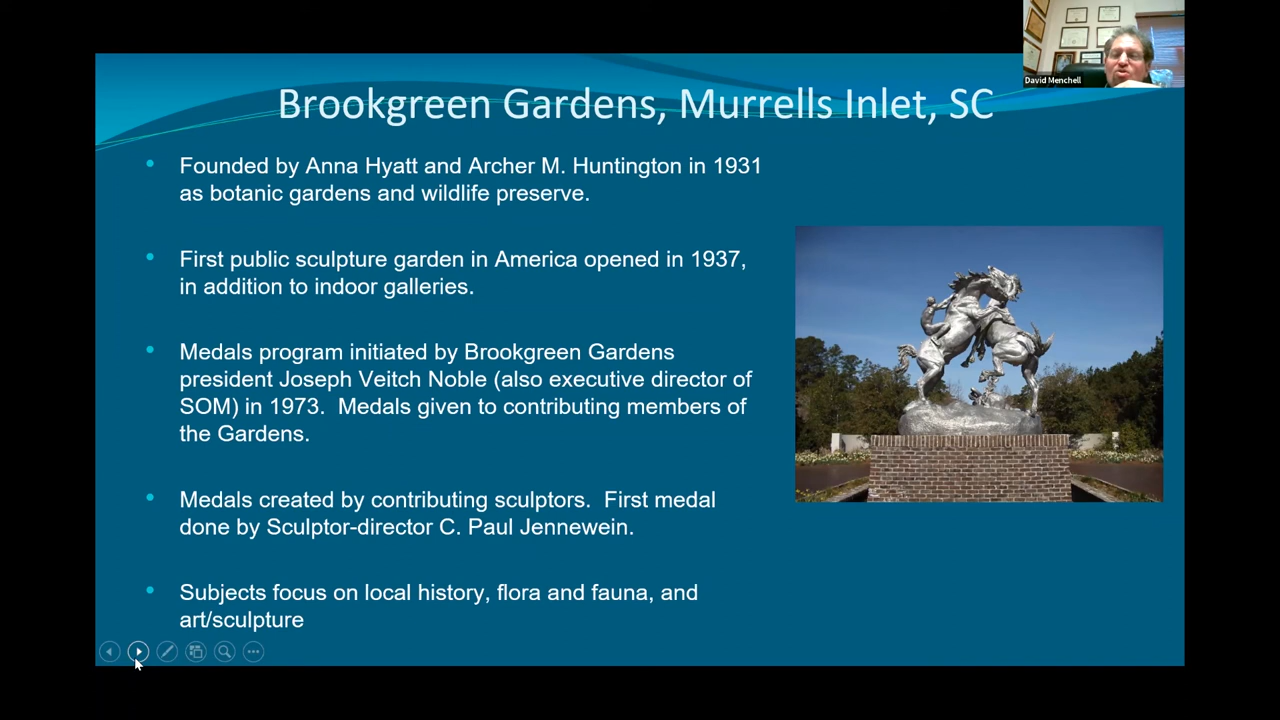 David Menchell
Brookgreen Gardens, Murrells Inlet, SC
Founded by Anna Hyatt and Archer M. Huntington in 1931
as botanic gardens and wildlife preserve.
First public sculpture garden in America opened in 1937,
in addition to indoor galleries.
Medals program initiated by Brookgreen Gardens
president Joseph Veitch Noble (also executive director of
SOM) in 1973.  Medals given to contributing members of
the Gardens.
Medals created by contributing sculptors.  First medal
done by Sculptor-director C. Paul Jennewein.
Subjects focus on local history, flora and fauna, and
art/sculpture